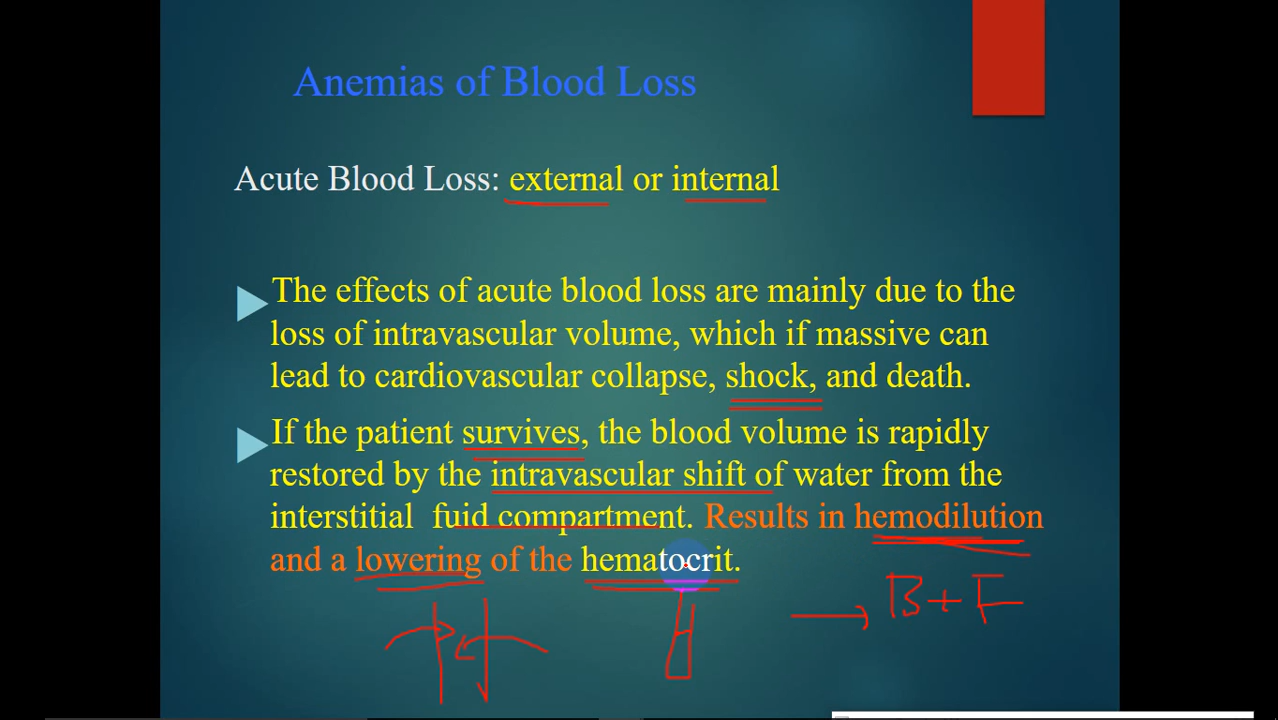 Anemias of Blood Loss
Acute Blood Loss: external or internal
The effects of acute blood loss are mainly due to the
loss of intravascular volume, which if massive can
lead to cardiovascular collapse, shock, and death.
If the patient survives, the blood volume is rapidly
restored by the intravascular shift of water from the
interstitial fuid compartment. Results in hemodilution
and a lowering of the hematocrit.
B + F